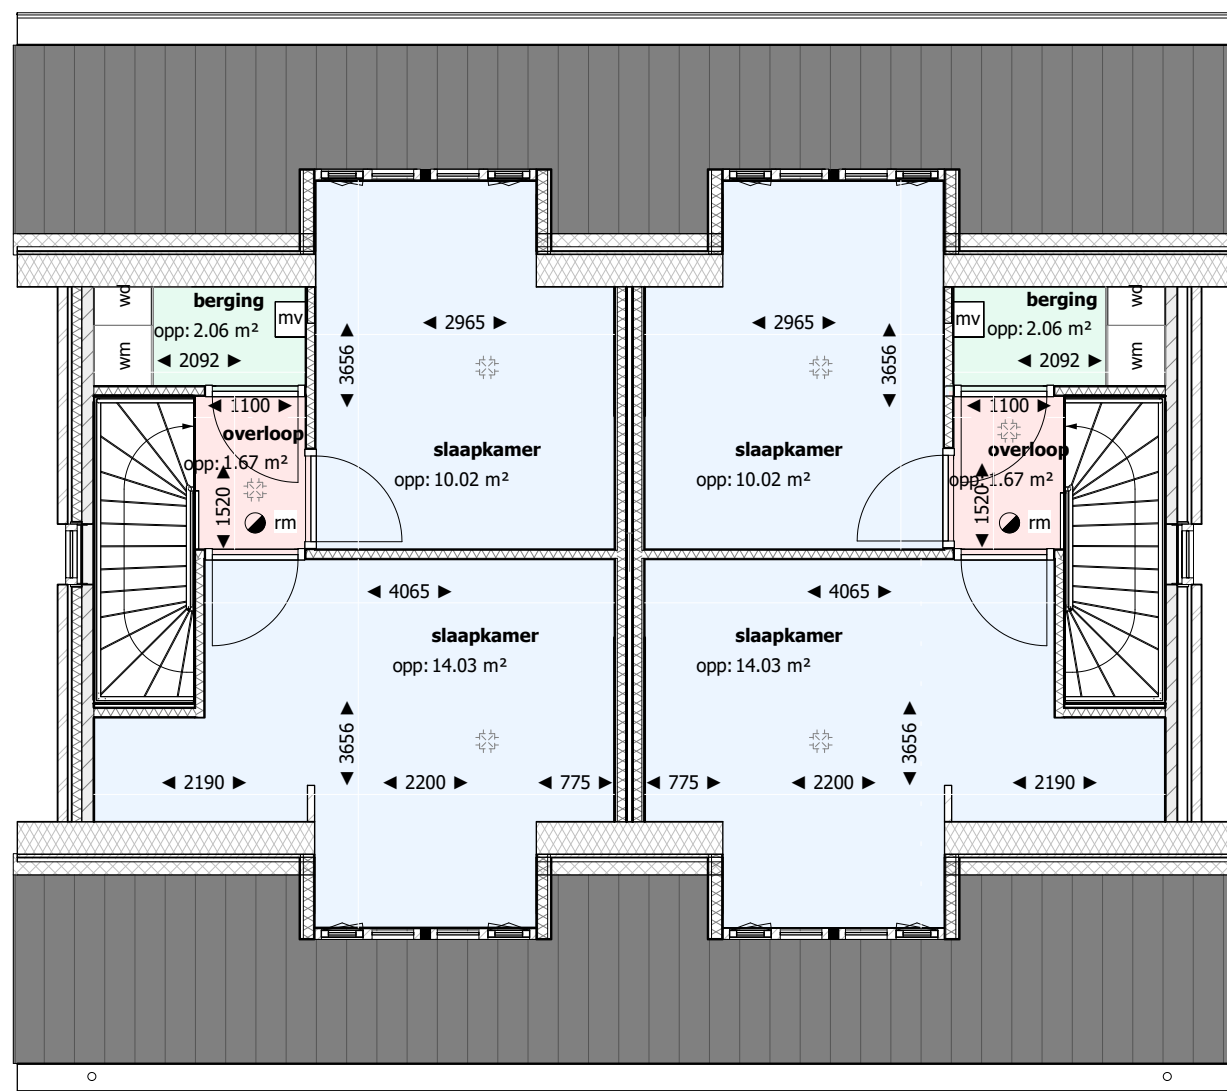 wd
berging
mv
opp: 2.06 m²
wm
◄ 2092 ►
◄ 2965 ►
◄ 3656 ►
◄ 1100 ►
overloop
opp: 1.67 m²
◄ 1520 ►
rm
slaapkamer
opp: 10.02 m²
◄ 2965 ►
◄ 3656 ►
slaapkamer
opp: 10.02 m²
berging
wd
mv
opp: 2.06 m²
wm
◄ 2092 ►
◄ 1100 ►
overloop
opp: 1.67 m²
◄ 1520 ►
rm
◄ 4065 ►
slaapkamer
opp: 14.03 m²
◄ 3656 ►
◄ 2190 ►
◄ 2200 ►
◄ 775 ►
◄ 4065 ►
slaapkamer
opp: 14.03 m²
◄ 3656 ►
◄ 775 ►
◄ 2200 ►
◄ 2190 ►